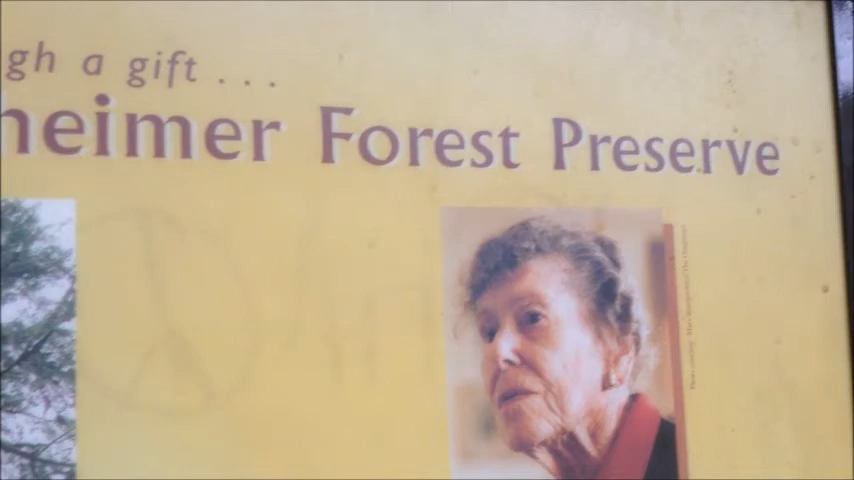 gh a gift . . .
heimer Forest Preserve